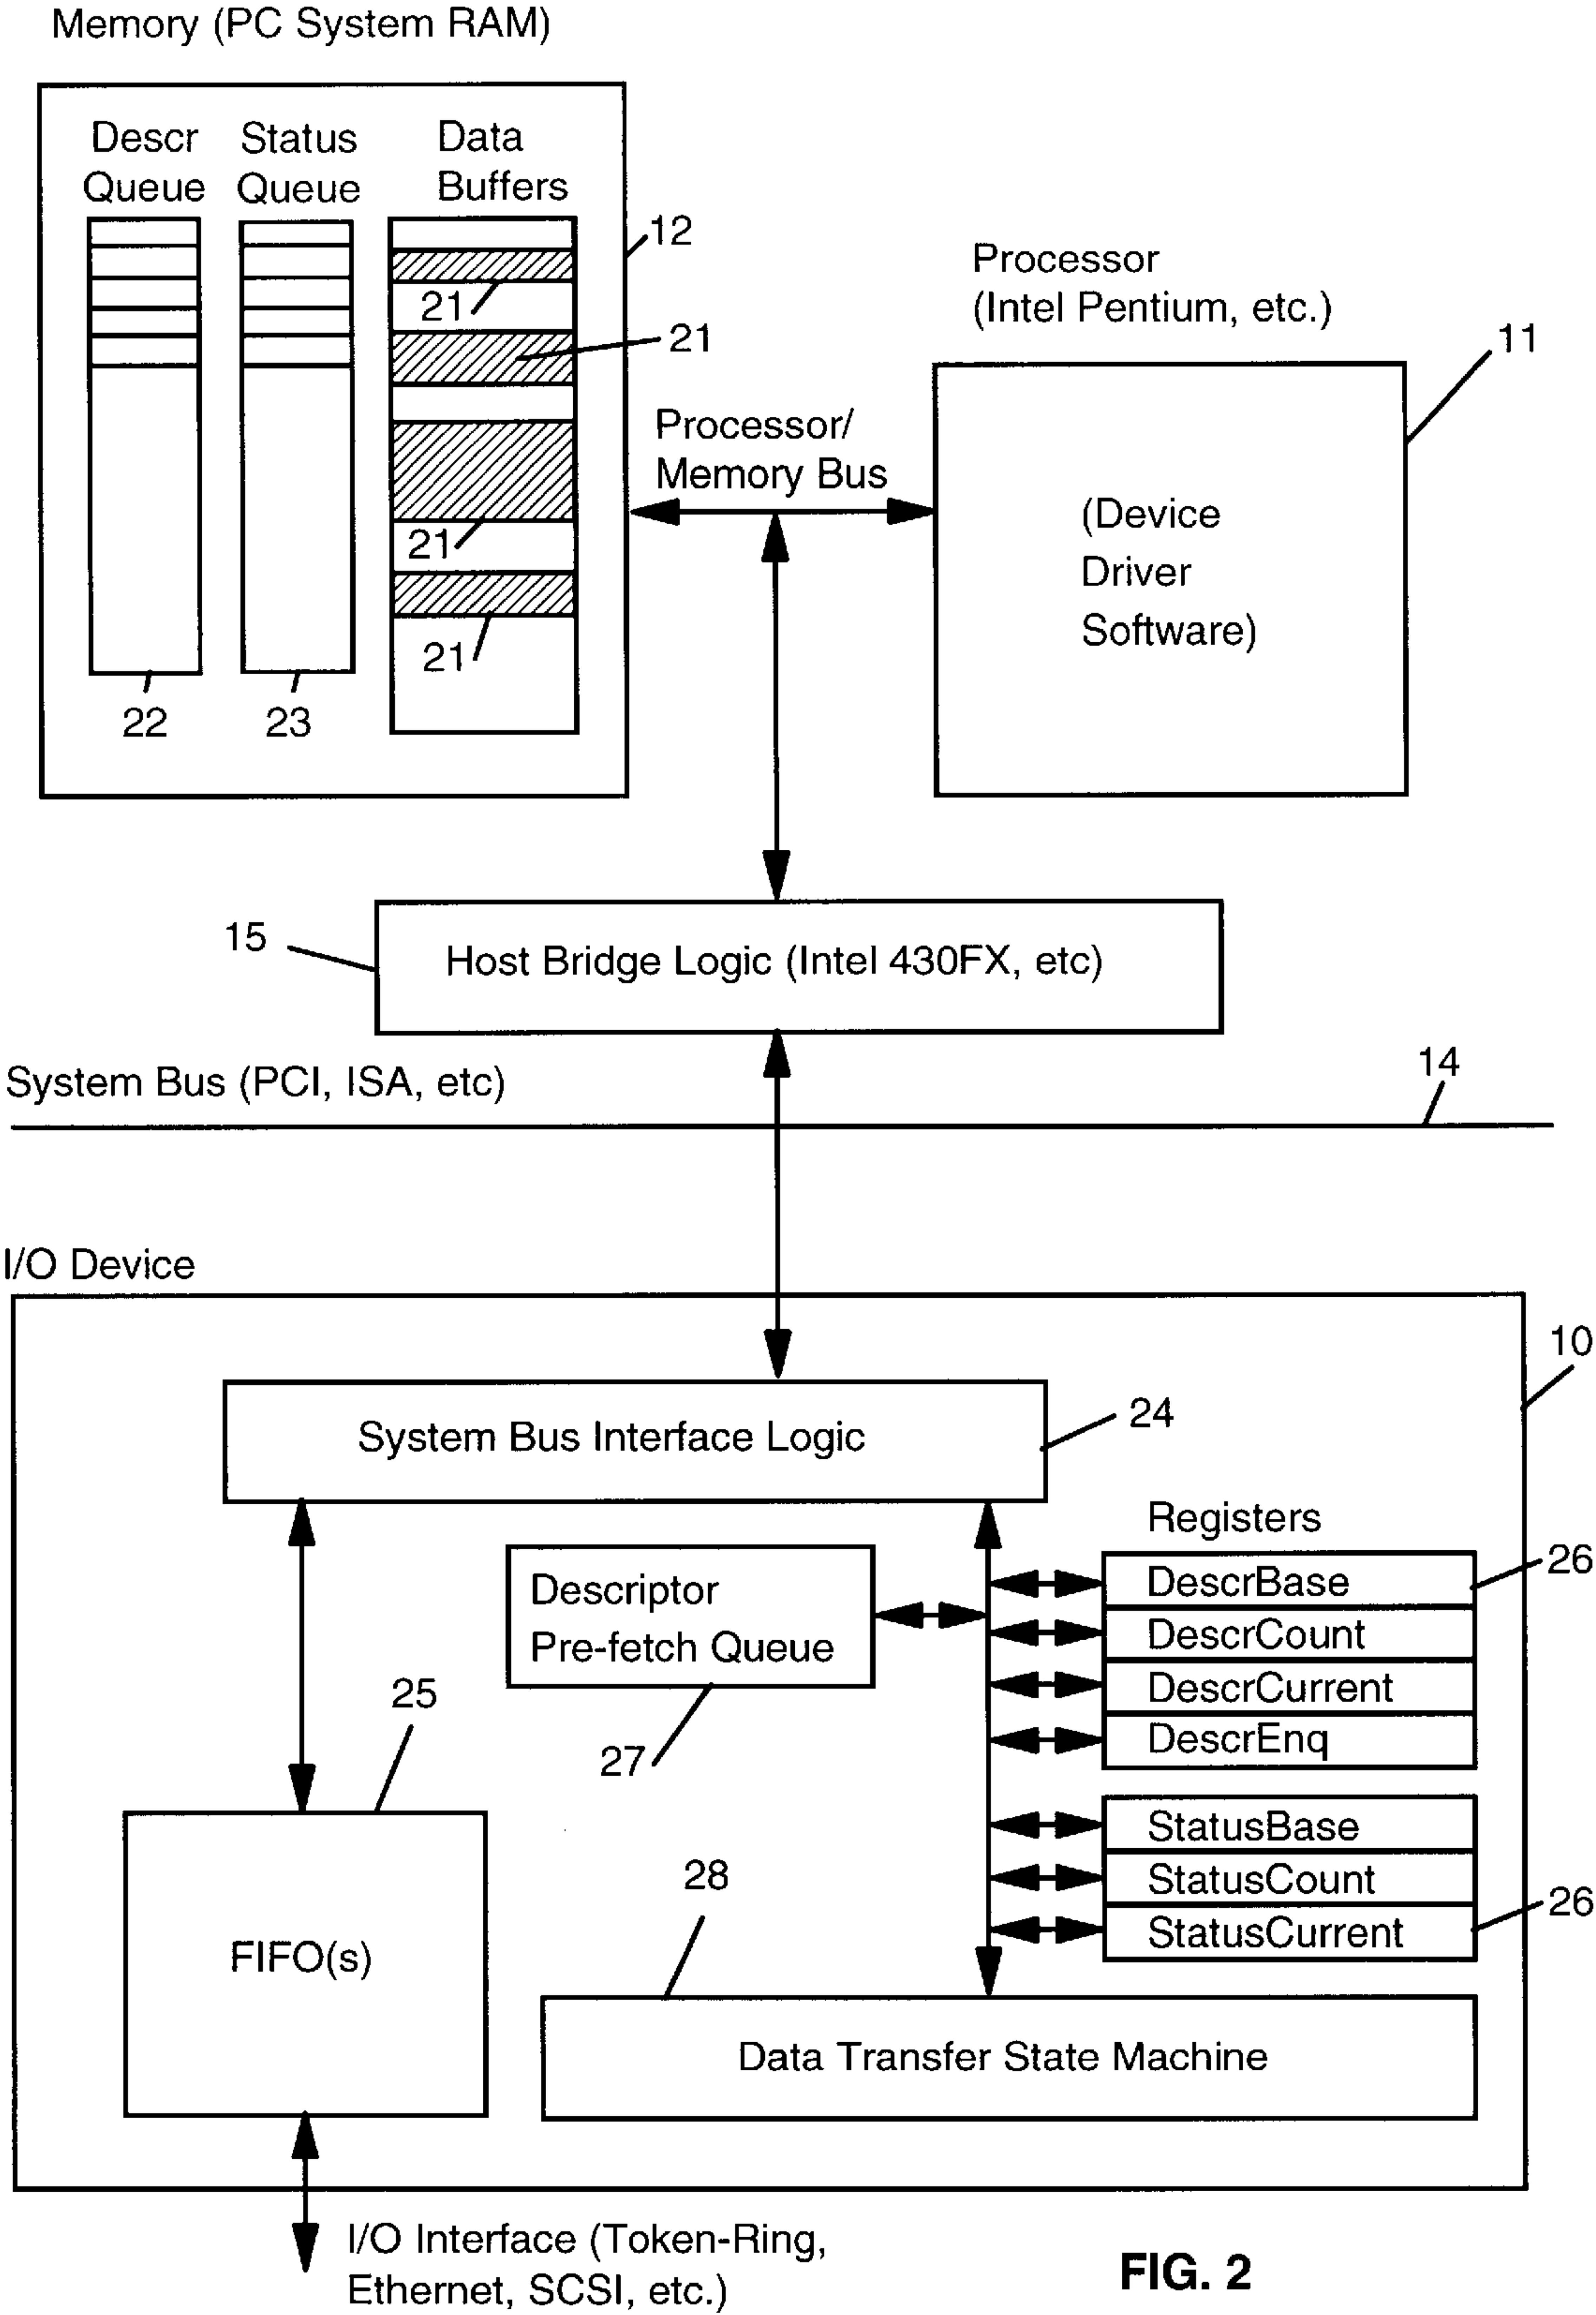 Memory (PC System RAM)
Descr
Queue
Status
Queue
Data
Buffers
12
21
21
21
21
22
23
Processor
(Intel Pentium, etc.)
11
Processor/
Memory Bus
(Device
Driver
Software)
15
Host Bridge Logic (Intel 430FX, etc)
System Bus (PCI, ISA, etc)
14
I/O Device
10
System Bus Interface Logic
24
Registers
26
Descriptor
Pre-fetch Queue
27
DescrBase
DescrCount
DescrCurrent
DescrEnq
25
StatusBase
StatusCount
StatusCurrent
26
28
FIFO(s)
Data Transfer State Machine
I/O Interface (Token-Ring,
Ethernet, SCSI, etc.)
FIG. 2